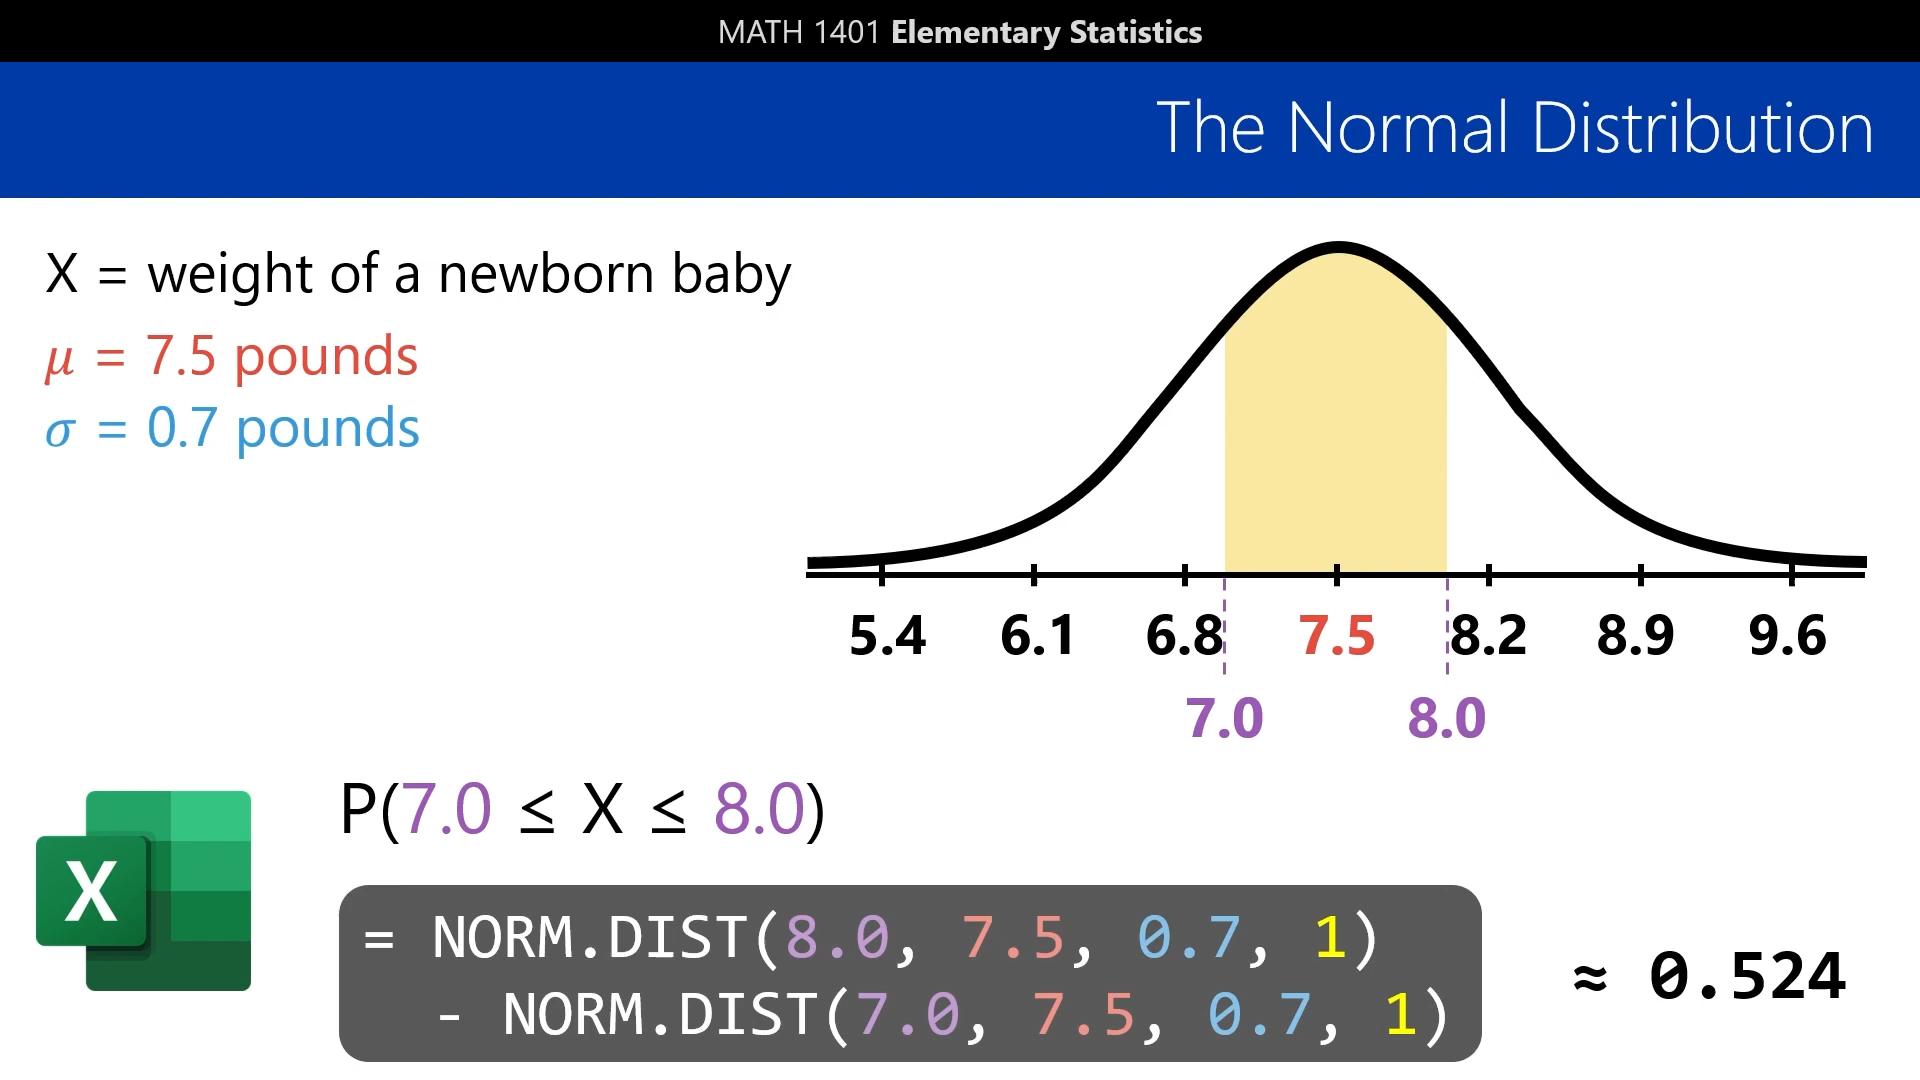 MATH 1401 Elementary Statistics
The Normal Distribution
X = weight of a newborn baby
μ = 7.5 pounds
σ = 0.7 pounds
5.4 6.1 6.8 7.5 8.2 8.9 9.6
7.0 8.0
P(7.0 ≤ X ≤ 8.0)
X
= NORM.DIST(8.0, 7.5, 0.7, 1)
- NORM.DIST(7.0, 7.5, 0.7, 1)
≈ 0.524